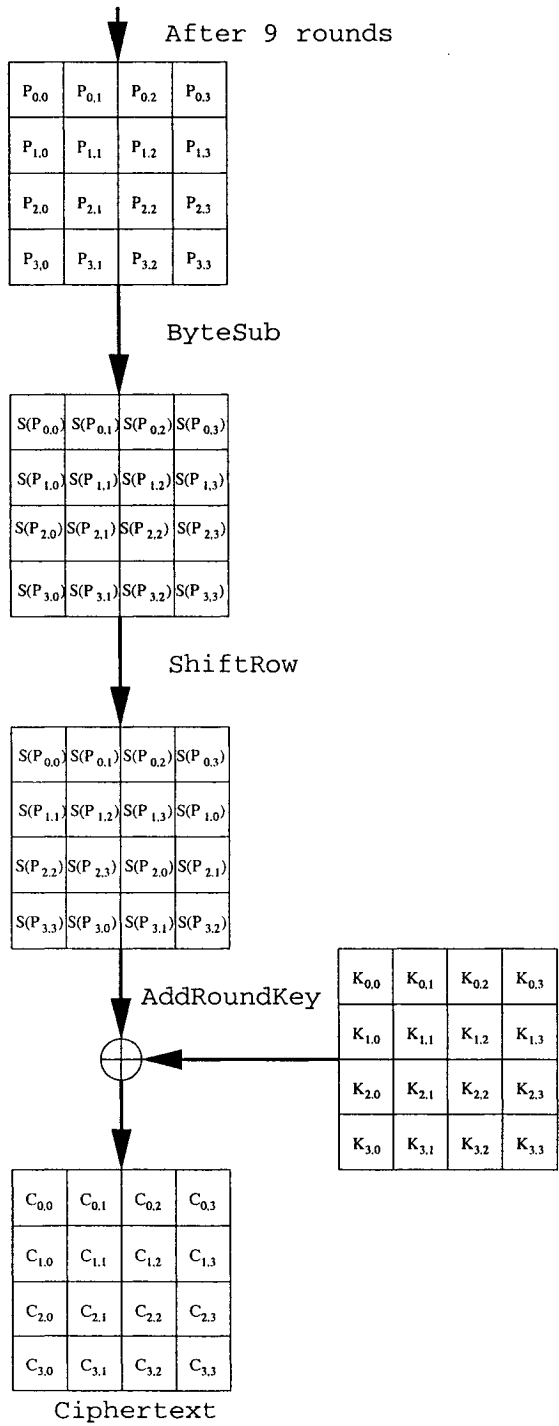 After 9 rounds
P0,0 P0,1 P0,2 P0,3
P1,0 P1,1 P1,2 P1,3
P2,0 P2,1 P2,2 P2,3
P3,0 P3,1 P3,2 P3,3
ByteSub
S(P0,0) S(P0,1) S(P0,2) S(P0,3)
S(P1,0) S(P1,1) S(P1,2) S(P1,3)
S(P2,0) S(P2,1) S(P2,2) S(P2,3)
S(P3,0) S(P3,1) S(P3,2) S(P3,3)
ShiftRow
S(P0,0) S(P0,1) S(P0,2) S(P0,3)
S(P1,1) S(P1,2) S(P1,3) S(P1,0)
S(P2,2) S(P2,3) S(P2,0) S(P2,1)
S(P3,3) S(P3,0) S(P3,1) S(P3,2)
AddRoundKey
K0,0 K0,1 K0,2 K0,3
K1,0 K1,1 K1,2 K1,3
K2,0 K2,1 K2,2 K2,3
K3,0 K3,1 K3,2 K3,3
C0,0 C0,1 C0,2 C0,3
C1,0 C1,1 C1,2 C1,3
C2,0 C2,1 C2,2 C2,3
C3,0 C3,1 C3,2 C3,3
Ciphertext